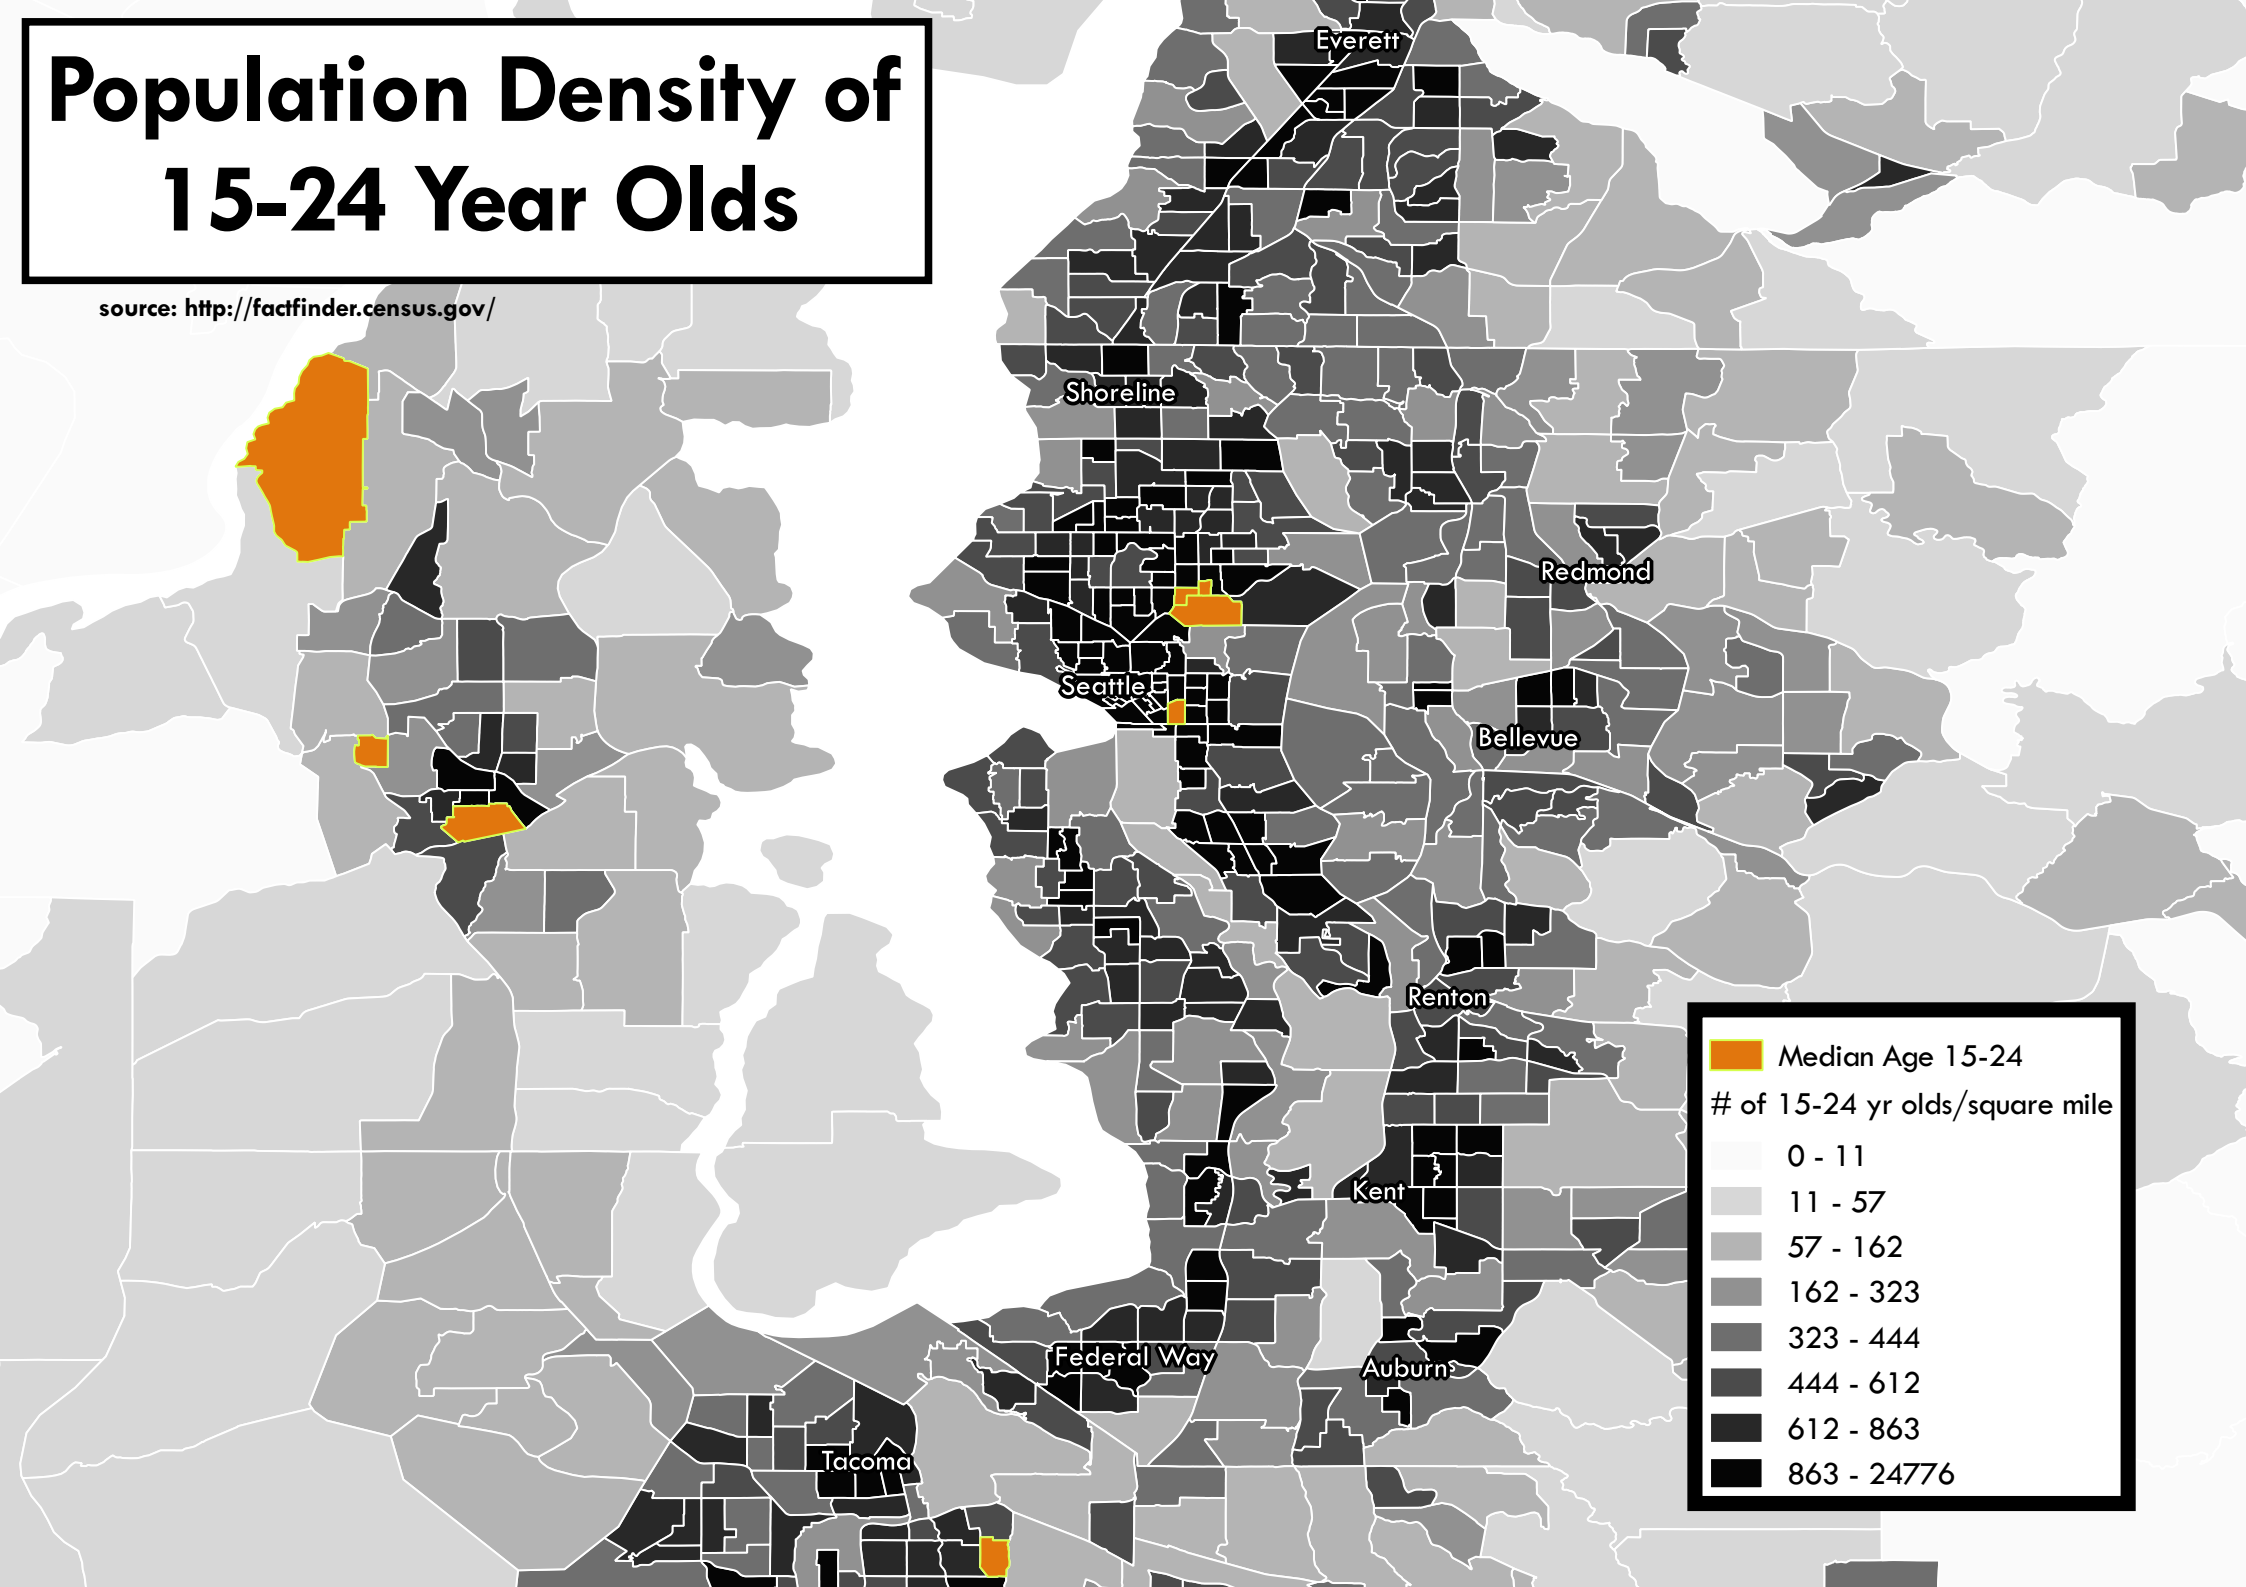 Population Density of
15-24 Year Olds
source: http://factfinder.census.gov/
Everett
Shoreline
Redmond
Seattle
Bellevue
Renton
Kent
Federal Way
Auburn
Tacoma
Median Age 15-24
# of 15-24 yr olds/square mile
0 - 11
11 - 57
57 - 162
162 - 323
323 - 444
444 - 612
612 - 863
863 - 24776